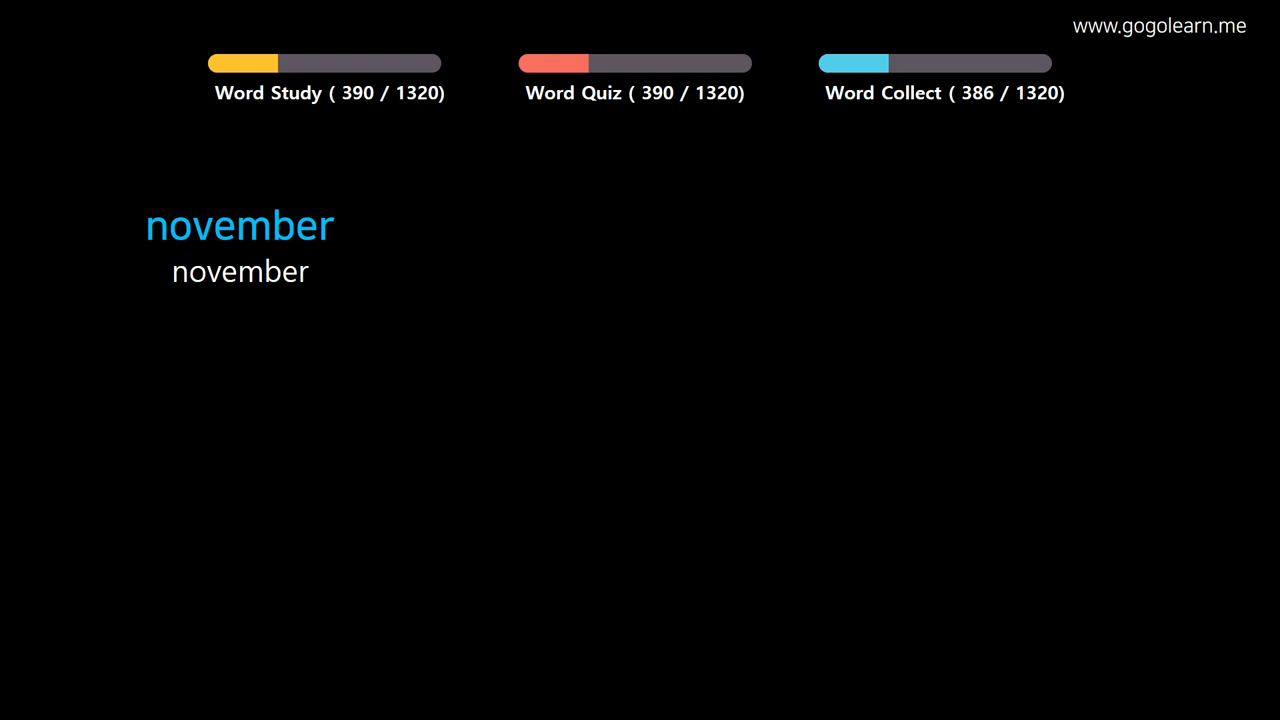 www.gogolearn.me
Word Study ( 390 / 1320)
Word Quiz ( 390 / 1320)
Word Collect ( 386 / 1320)
november
november